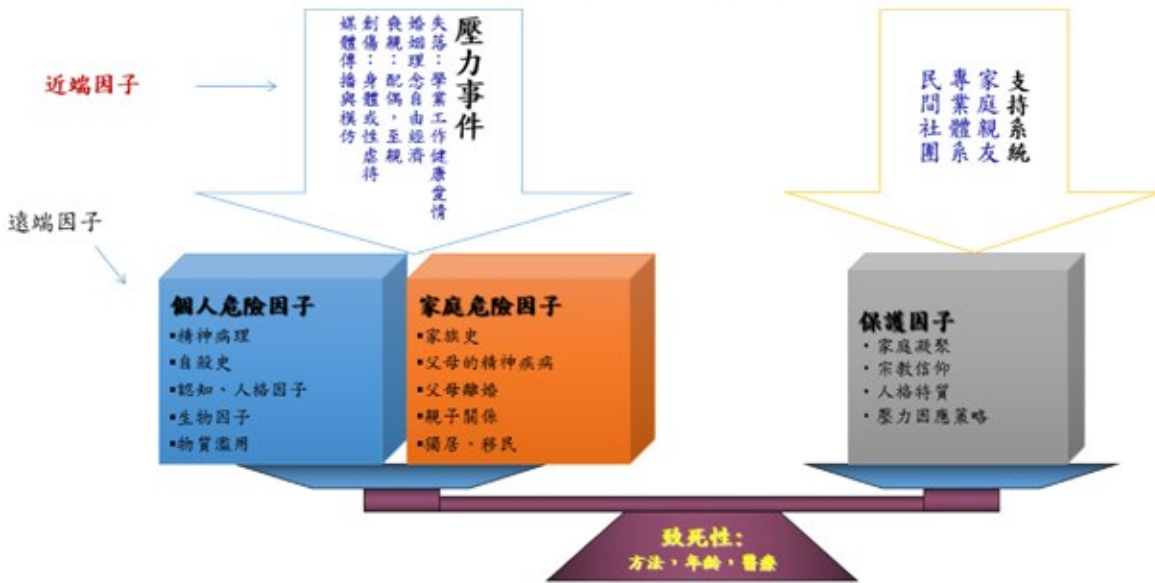 近端因子
遠端因子
壓力事件
失落：學業工作健康愛情
婚姻理念自由經濟
喪親：配偶，至親
創傷：身體或性虐待
媒體傳播與模仿
支持系統
家庭親友
專業體系
民間社團
個人危險因子
▪精神病理
▪自殺史
▪認知、人格因子
▪生物因子
▪物質濫用
家庭危險因子
▪家族史
▪父母的精神疾病
▪父母離婚
▪親子關係
▪獨居、移民
保護因子
• 家庭凝聚
• 宗教信仰
• 人格特質
• 壓力因應策略
致死性:
方法，年齡，醫療